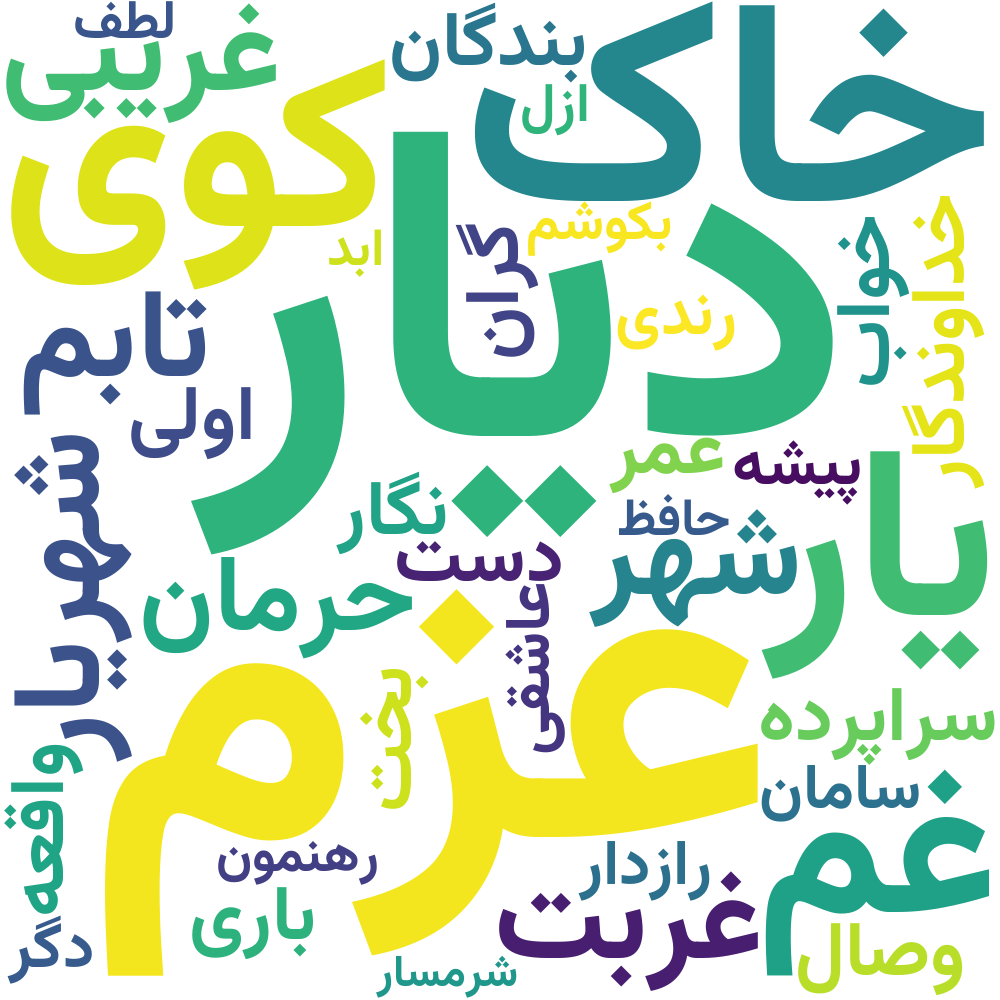 لطف
غریبی
بندگان
خاک
کوی
ازل
دیار
ابد
گران
بکوشم
رندی
خواب
خداوندگار
تابم
اولی
شهریار
نگار
عمر
پیشه
یار
حافظ
شهر
دست
حرمان
عاشقی
عزم
بخت
سراپرده
واقعه
سامان
غم
رهنمون
رازدار
باری
غربت
وصال
دگر
شرمسار